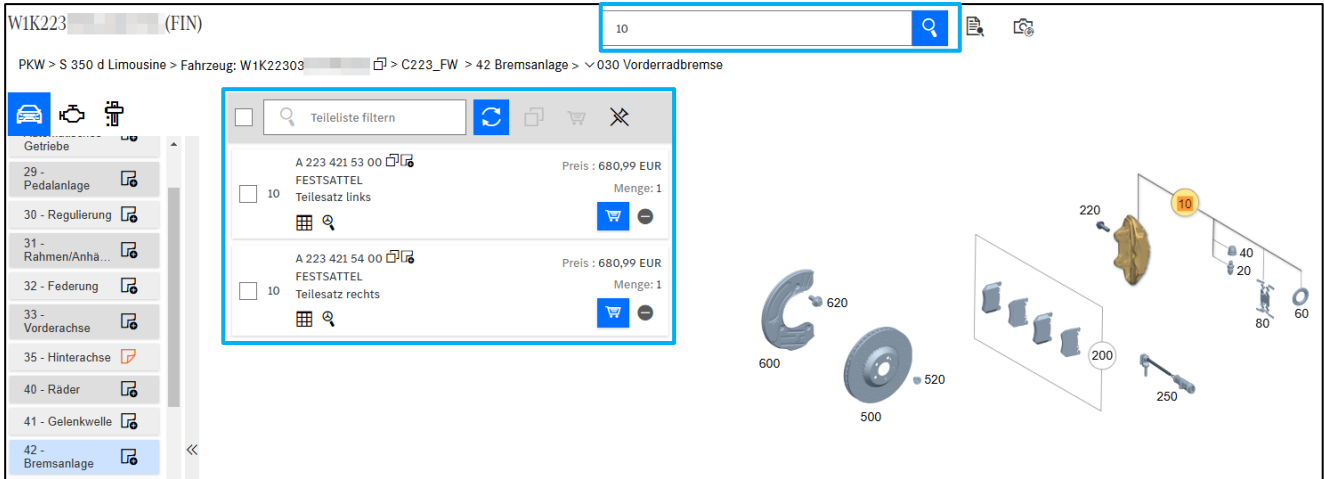 W1K223 (FIN)
10
PKW > S 350 d Limousine > Fahrzeug: W1K22303 > C223_FW > 42 Bremsanlage > 030 Vorderradbremse
Getriebe
29 -
Pedalanlage
30 - Regulierung
31 -
Rahmen/Anhä...
32 - Federung
33 -
Vorderachse
35 - Hinterachse
40 - Räder
41 - Gelenkwelle
42 -
Bremsanlage
Teileliste filtern
A 223 421 53 00
Preis : 680,99 EUR
FESTSATTEL
Menge: 1
10
Teilesatz links
A 223 421 54 00
Preis : 680,99 EUR
FESTSATTEL
Menge: 1
10
Teilesatz rechts
10
220
40
20
80
60
620
600
200
520
250
500